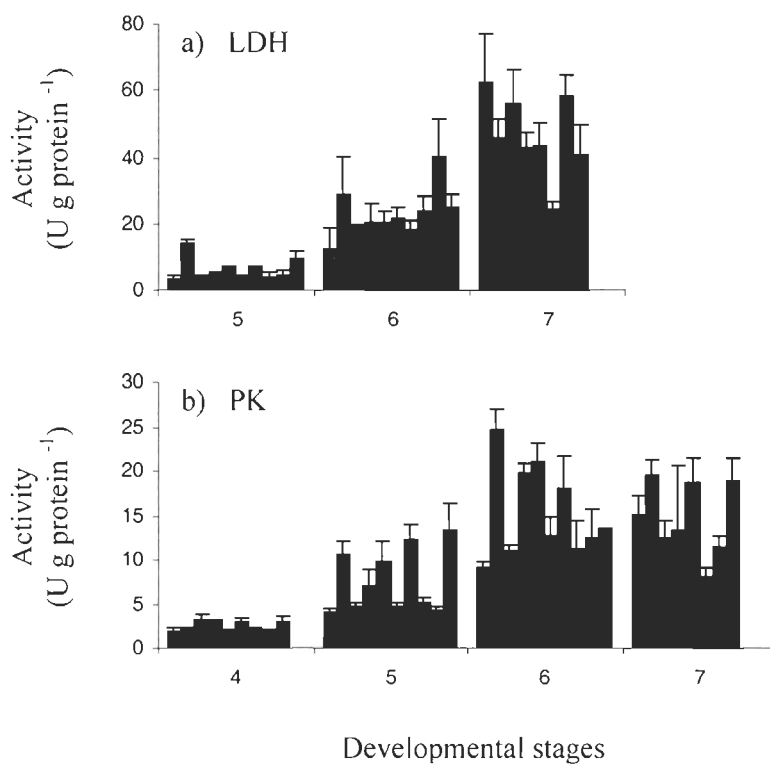 a) LDH
80
60
40
20
0
Activity
(U g protein -1)
5 6 7
b) PK
30
25
20
15
10
5
0
Activity
(U g protein -1)
4 5 6 7
Developmental stages